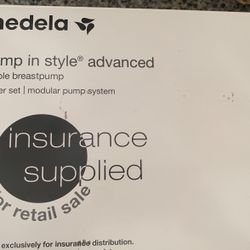 medela
mp in style® advanced
ble breastpump
er set | modular pump system
insurance
supplied
or retail sale
exclusively for insurance distribution.